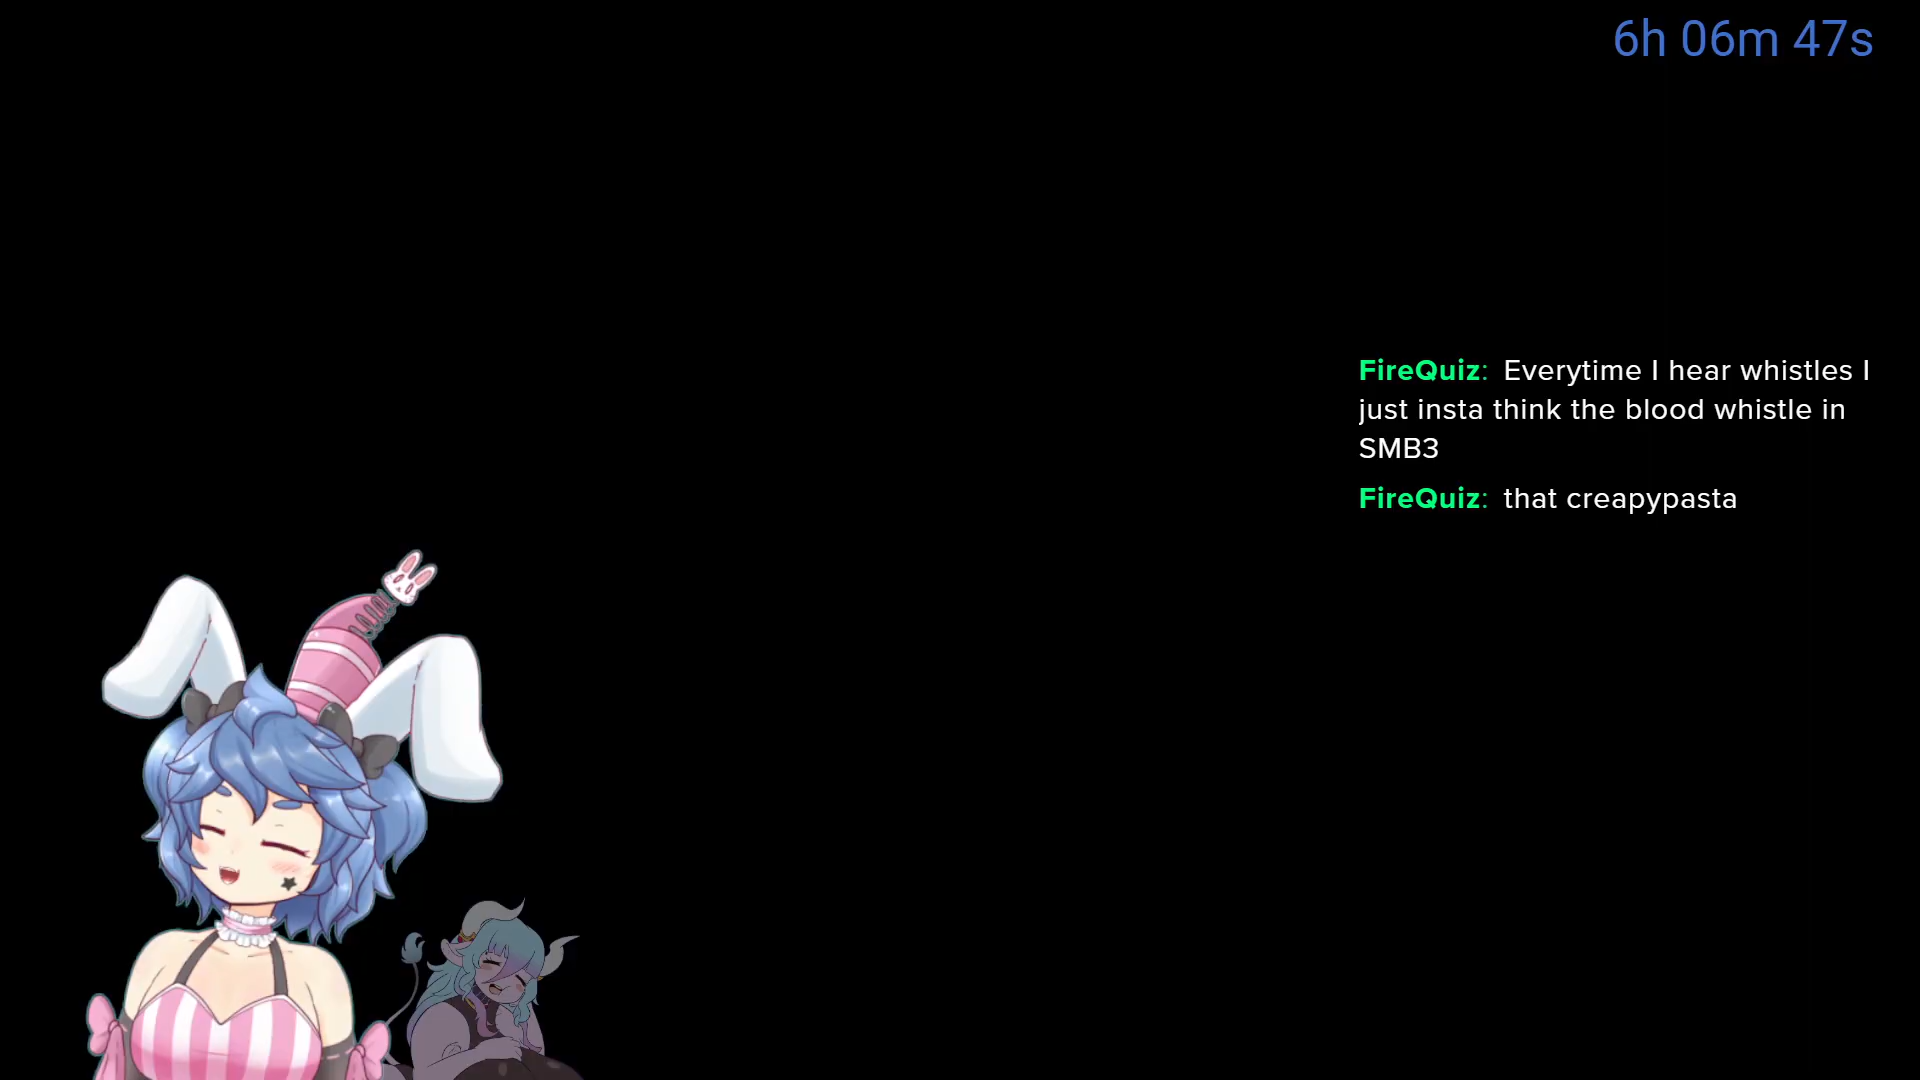 6h 06m 47s
FireQuiz: Everytime I hear whistles I
just insta think the blood whistle in
SMB3
FireQuiz: that creapypasta